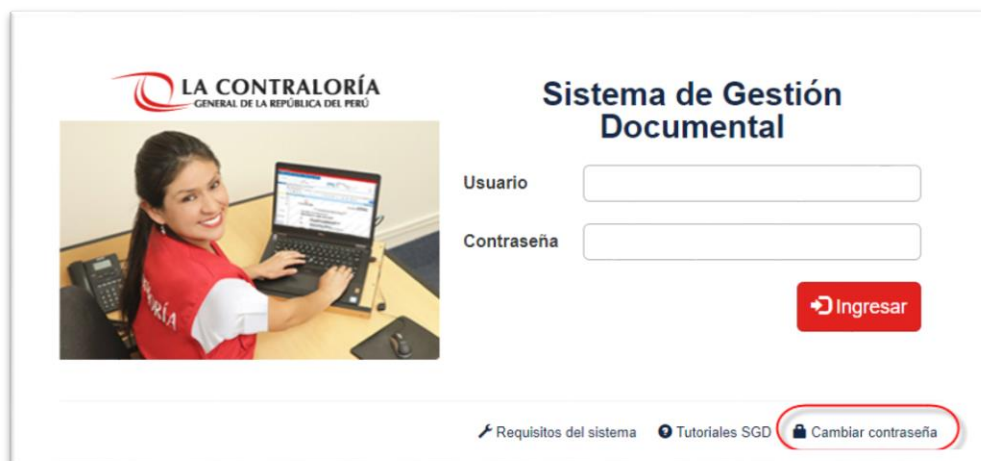 LA CONTRALORÍA
GENERAL DE LA REPÚBLICA DEL PERÚ
Sistema de Gestión
Documental
Usuario
Contraseña
Ingresar
Requisitos del sistema
Tutoriales SGD
Cambiar contraseña